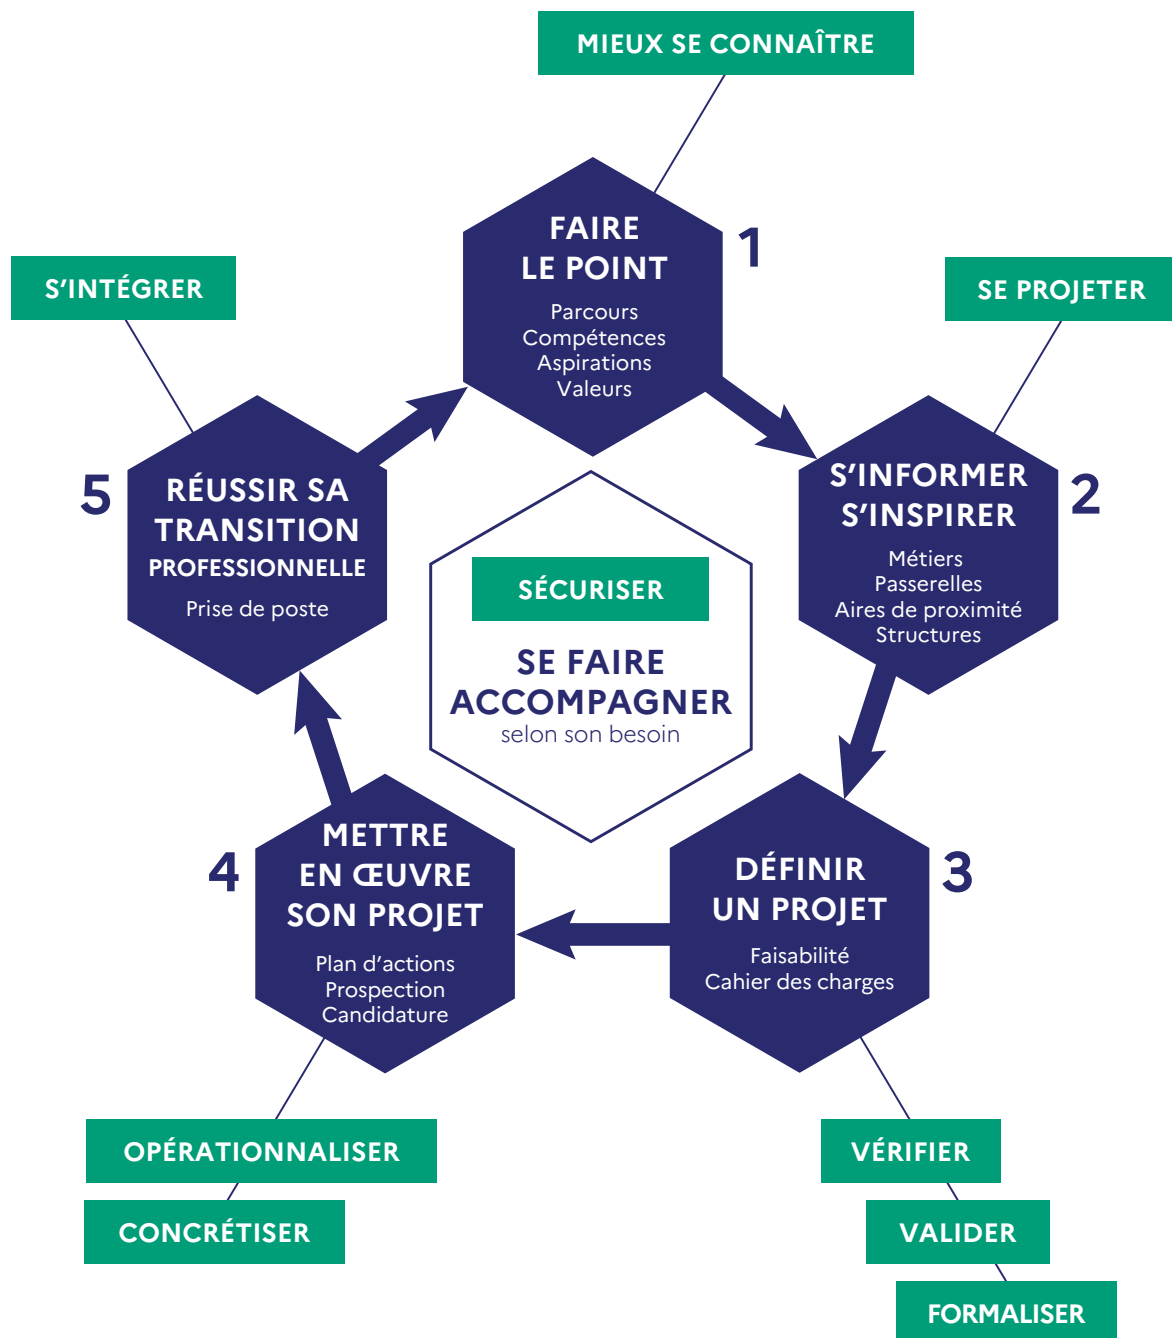 MIEUX SE CONNAÎTRE
1
FAIRE
LE POINT
Parcours
Compétences
Aspirations
Valeurs
SE PROJETER
2
S'INFORMER
S'INSPIRER
Métiers
Passerelles
Aires de proximité
Structures
3
DÉFINIR
UN PROJET
Faisabilité
Cahier des charges
VÉRIFIER
VALIDER
FORMALISER
4
METTRE
EN ŒUVRE
SON PROJET
Plan d'actions
Prospection
Candidature
OPÉRATIONNALISER
CONCRÉTISER
S'INTÉGRER
5
RÉUSSIR SA
TRANSITION
PROFESSIONNELLE
Prise de poste
SÉCURISER
SE FAIRE
ACCOMPAGNER
selon son besoin